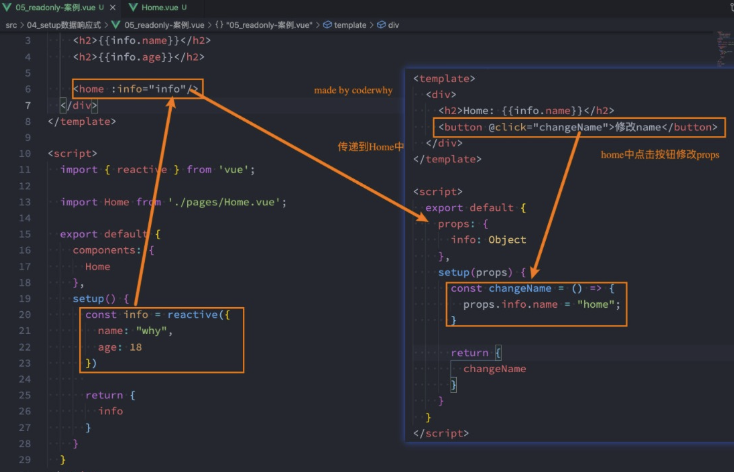 05_readonly-案例.vue U ×
Home.vue U
src > 04_setup数据响应式 > 05_readonly-案例.vue > {} "05_readonly-案例.vue" > template > div
3 <h2>{{info.name}}</h2>
4 <h2>{{info.age}}</h2>
5
6 <home :info="info"/>
7 </div>
8 </template>
9
10 <script>
11 import { reactive } from 'vue';
12
13 import Home from './pages/Home.vue';
14
15 export default {
16 components: {
17 Home
18 },
19 setup() {
20 const info = reactive({
21 name: "why",
22 age: 18
23 })
24
25 return {
26 info
27 }
28 }
29 }
made by coderwhy
传递到Home中
<template>
<div>
<h2>Home: {{info.name}}</h2>
<button @click="changeName">修改name</button>
</div>
</template>
home中点击按钮修改props
<script>
export default {
props: {
info: Object
},
setup(props) {
const changeName = () => {
props.info.name = "home";
}
return {
changeName
}
}
}
</script>